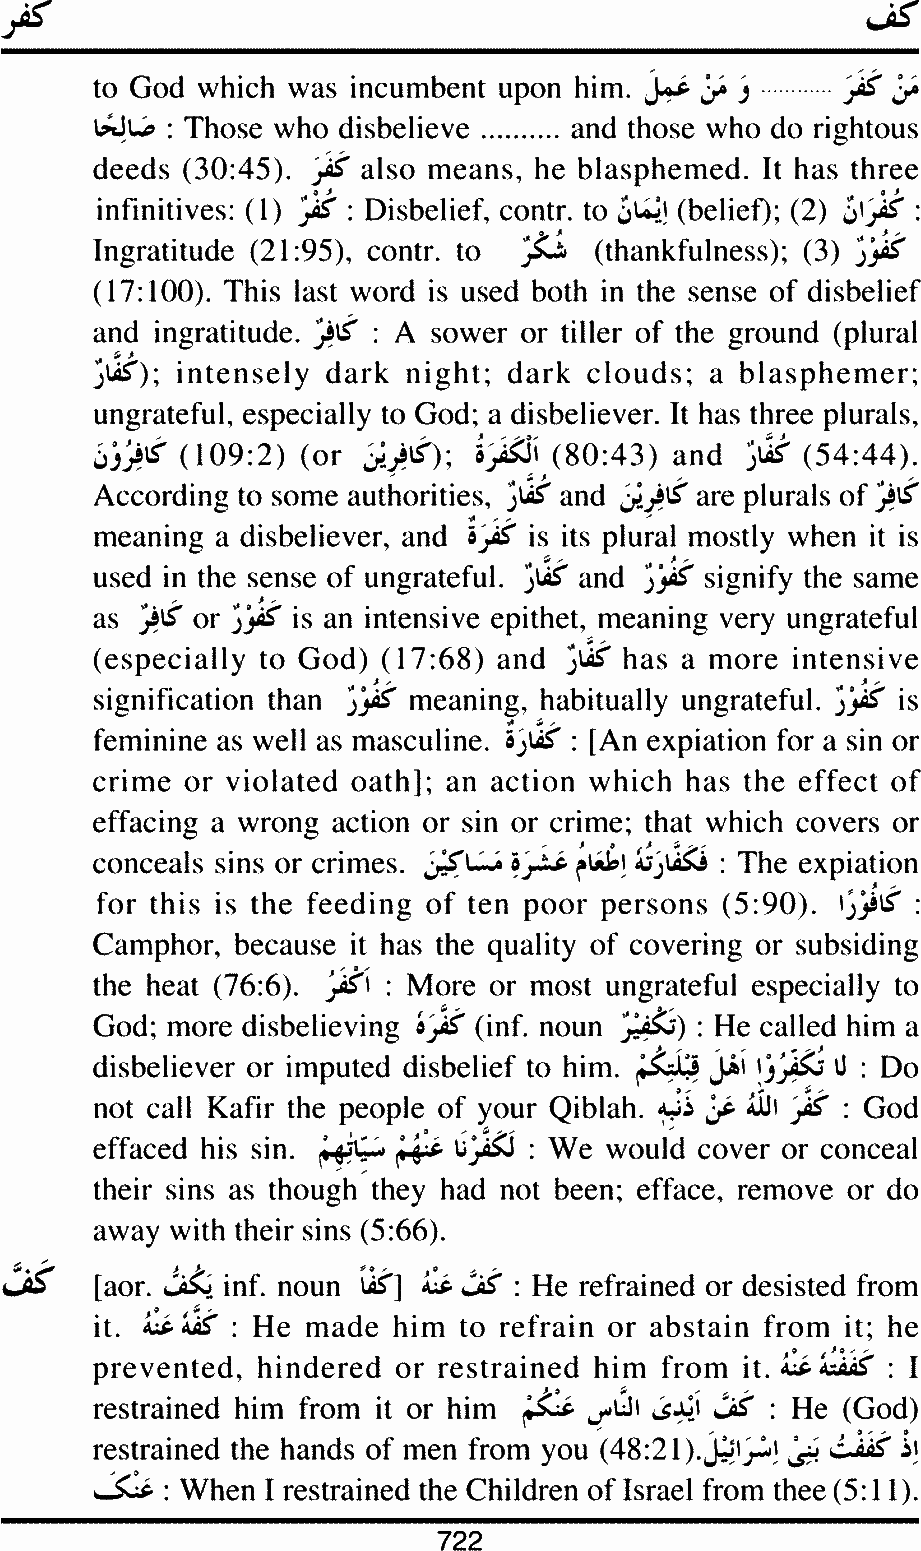 كفر كف
to God which was incumbent upon him. مَنْ كَفَرَ ........... وَ مَنْ عَمِلَ
صَالِحًا : Those who disbelieve .......... and those who do rightous
deeds (30:45). كَفَرَ also means, he blasphemed. It has three
infinitives: (1) كُفْرٌ : Disbelief, contr. to اِيْمَانٌ (belief); (2) كُفْرَانٌ :
Ingratitude (21:95), contr. to شُكْرٌ (thankfulness); (3) كُفُوْرٌ
(17:100). This last word is used both in the sense of disbelief
and ingratitude. كَافِرٌ : A sower or tiller of the ground (plural
كُفَّارٌ); intensely dark night; dark clouds; a blasphemer;
ungrateful, especially to God; a disbeliever. It has three plurals,
كَافِرُوْنَ (109:2) (or كَافِرِيْنَ); اَلْكَفَرَةُ (80:43) and كُفَّارٌ (54:44).
According to some authorities, كُفَّارٌ and كَافِرِيْنَ are plurals of كَافِرٌ
meaning a disbeliever, and كَفَرَةٌ is its plural mostly when it is
used in the sense of ungrateful. كَفَّارٌ and كَفُوْرٌ signify the same
as كَافِرٌ or كَفُوْرٌ is an intensive epithet, meaning very ungrateful
(especially to God) (17:68) and كَفَّارٌ has a more intensive
signification than كَفُوْرٌ meaning, habitually ungrateful. كَفُوْرٌ is
feminine as well as masculine. كَفَّارَةٌ : [An expiation for a sin or
crime or violated oath]; an action which has the effect of
effacing a wrong action or sin or crime; that which covers or
conceals sins or crimes. فَكَفَّارَتُهٗ اِطْعَامُ عَشَرَةِ مَسَاكِيْنَ : The expiation
for this is the feeding of ten poor persons (5:90). كَافُوْرًا :
Camphor, because it has the quality of covering or subsiding
the heat (76:6). اَكْفَرُ : More or most ungrateful especially to
God; more disbelieving كَفَّرَهٗ (inf. noun تَكْفِيْرٌ) : He called him a
disbeliever or imputed disbelief to him. لا تُكَفِّرُوْا اَهْلَ قِبْلَتِكُمْ : Do
not call Kafir the people of your Qiblah. كَفَّرَ اللّٰهُ عَنْ ذَنْبِهٖ : God
effaced his sin. لَكَفَّرْنَا عَنْهُمْ سَيِّاٰتِهِمْ : We would cover or conceal
their sins as though they had not been; efface, remove or do
away with their sins (5:66).
كَفَّ [aor. يَكُفُّ inf. noun كَفًّا] كَفَّ عَنْهُ : He refrained or desisted from
it. كَفَّهٗ عَنْهُ : He made him to refrain or abstain from it; he
prevented, hindered or restrained him from it. كَفَفْتُهٗ عَنْهُ : I
restrained him from it or him كَفَّ اَيْدِىَ النَّاسِ عَنْكُمْ : He (God)
restrained the hands of men from you (48:21). اِذْ كَفَفْتُ بَنِىْ اِسْرَائِيْلَ
عَنْكَ : When I restrained the Children of Israel from thee (5:11).
722